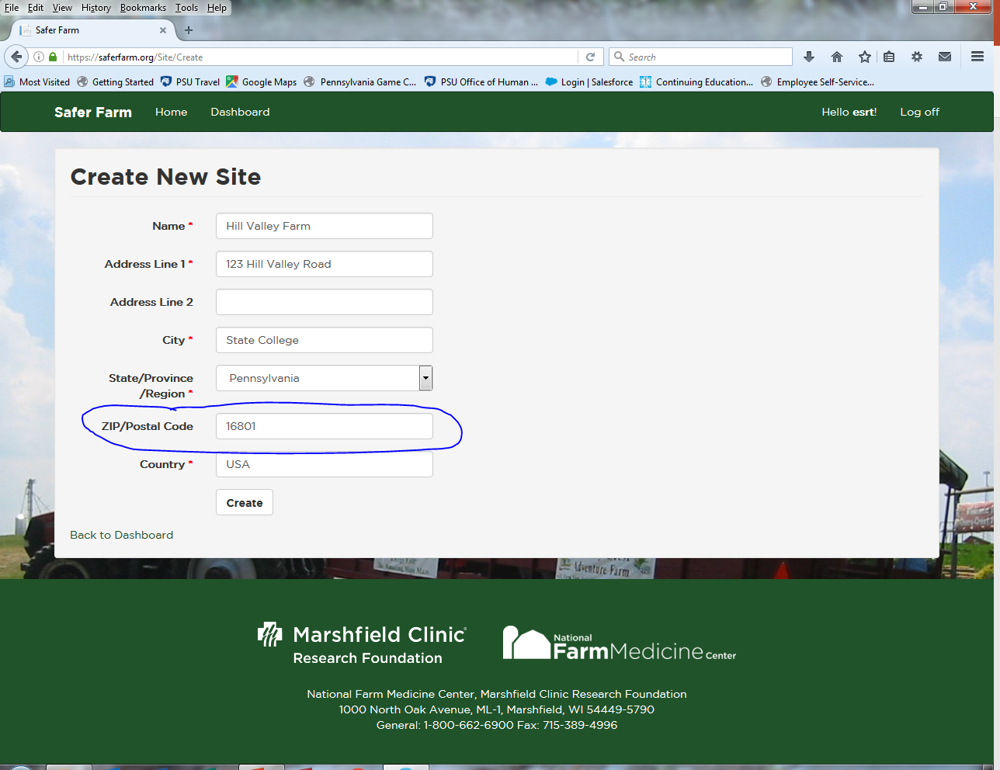 File Edit View History Bookmarks Tools Help
Safer Farm
https://saferfarm.org/Site/Create
Search
Most Visited Getting Started PSU Travel Google Maps Pennsylvania Game C... PSU Office of Human ... Login | Salesforce Continuing Education... Employee Self-Service...
Safer Farm Home Dashboard Hello esrt! Log off
Create New Site
Name * Hill Valley Farm
Address Line 1 * 123 Hill Valley Road
Address Line 2
City * State College
State/Province
/Region * Pennsylvania
ZIP/Postal Code 16801
Country * USA
Create
Back to Dashboard
Adventure Farm
Marshfield Clinic
Research Foundation
National
FarmMedicine Center
National Farm Medicine Center, Marshfield Clinic Research Foundation
1000 North Oak Avenue, ML-1, Marshfield, WI 54449-5790
General: 1-800-662-6900 Fax: 715-389-4996